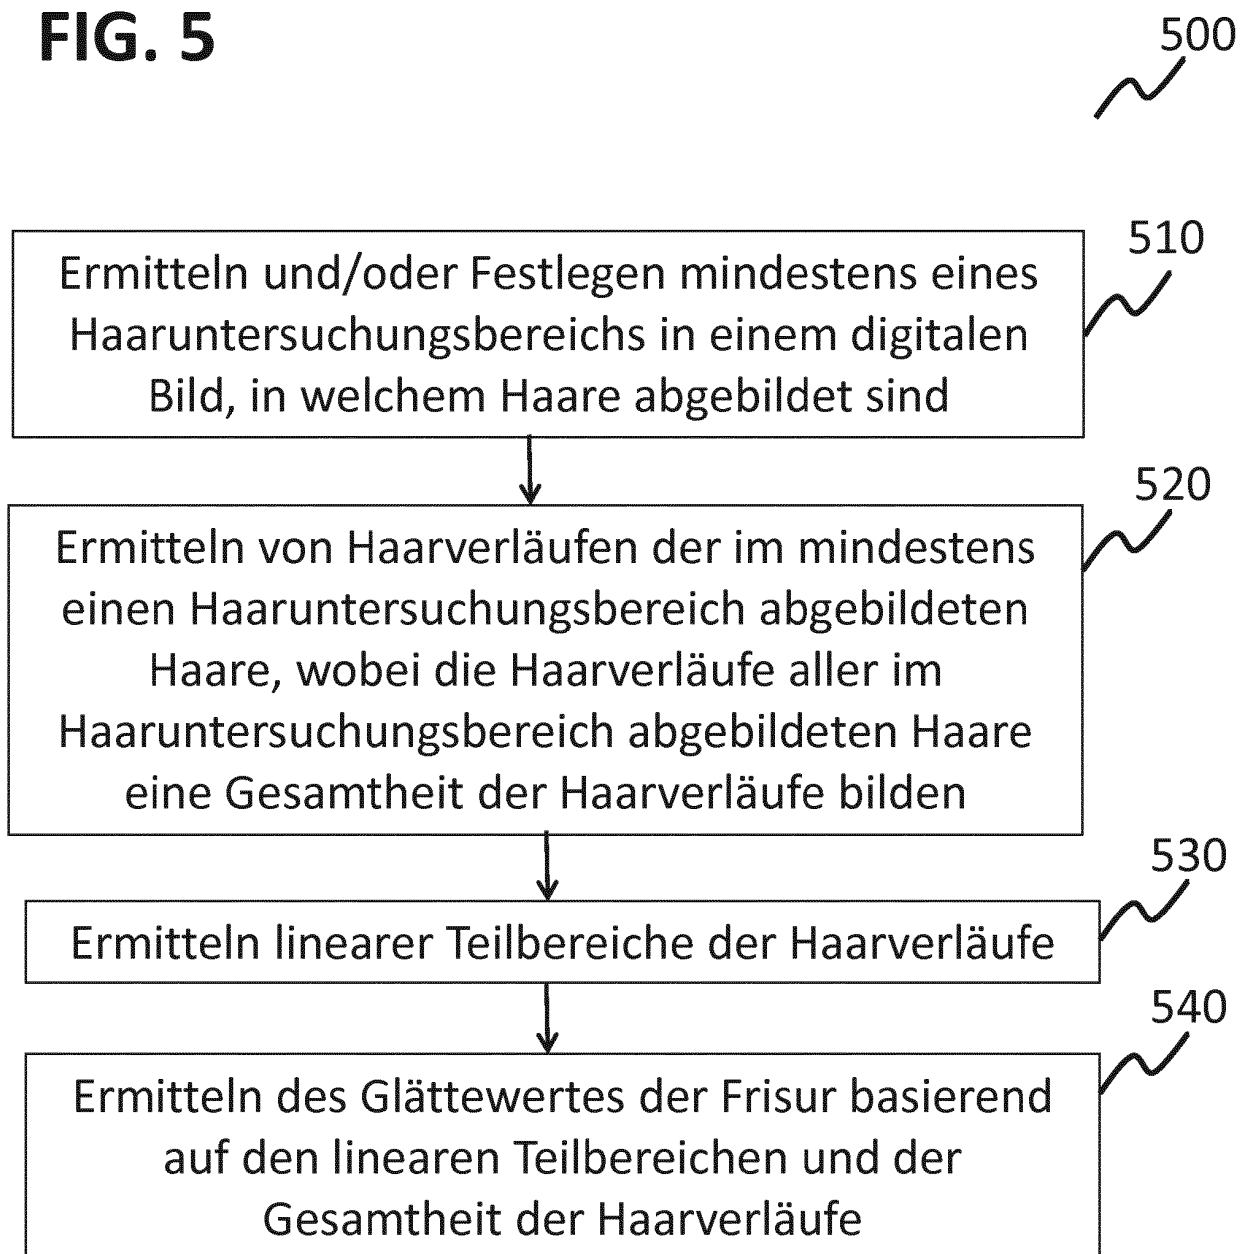 FIG. 5
500
510
Ermitteln und/oder Festlegen mindestens eines
Haaruntersuchungsbereichs in einem digitalen
Bild, in welchem Haare abgebildet sind
520
Ermitteln von Haarverläufen der im mindestens
einen Haaruntersuchungsbereich abgebildeten
Haare, wobei die Haarverläufe aller im
Haaruntersuchungsbereich abgebildeten Haare
eine Gesamtheit der Haarverläufe bilden
530
Ermitteln linearer Teilbereiche der Haarverläufe
540
Ermitteln des Glättewertes der Frisur basierend
auf den linearen Teilbereichen und der
Gesamtheit der Haarverläufe